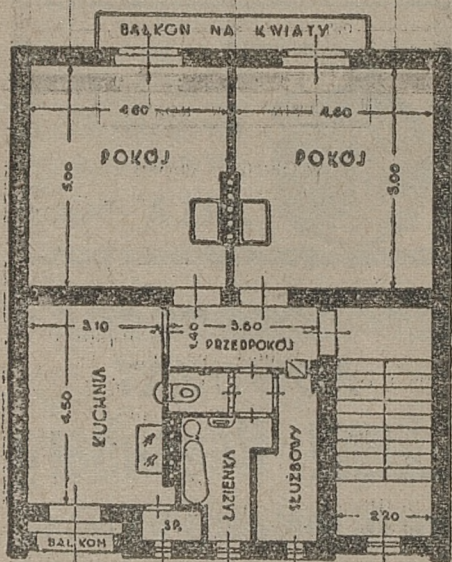 BALKON NA KWIATY
4.60
4.60
POKÓJ
POKÓJ
5.00
5.00
3.10
1.40
3.60
PRZEDPOKÓJ
4.50
KUCHNIA
ŁAZIENKA
SŁUŻBOWY
SP.
2.20
BALKON